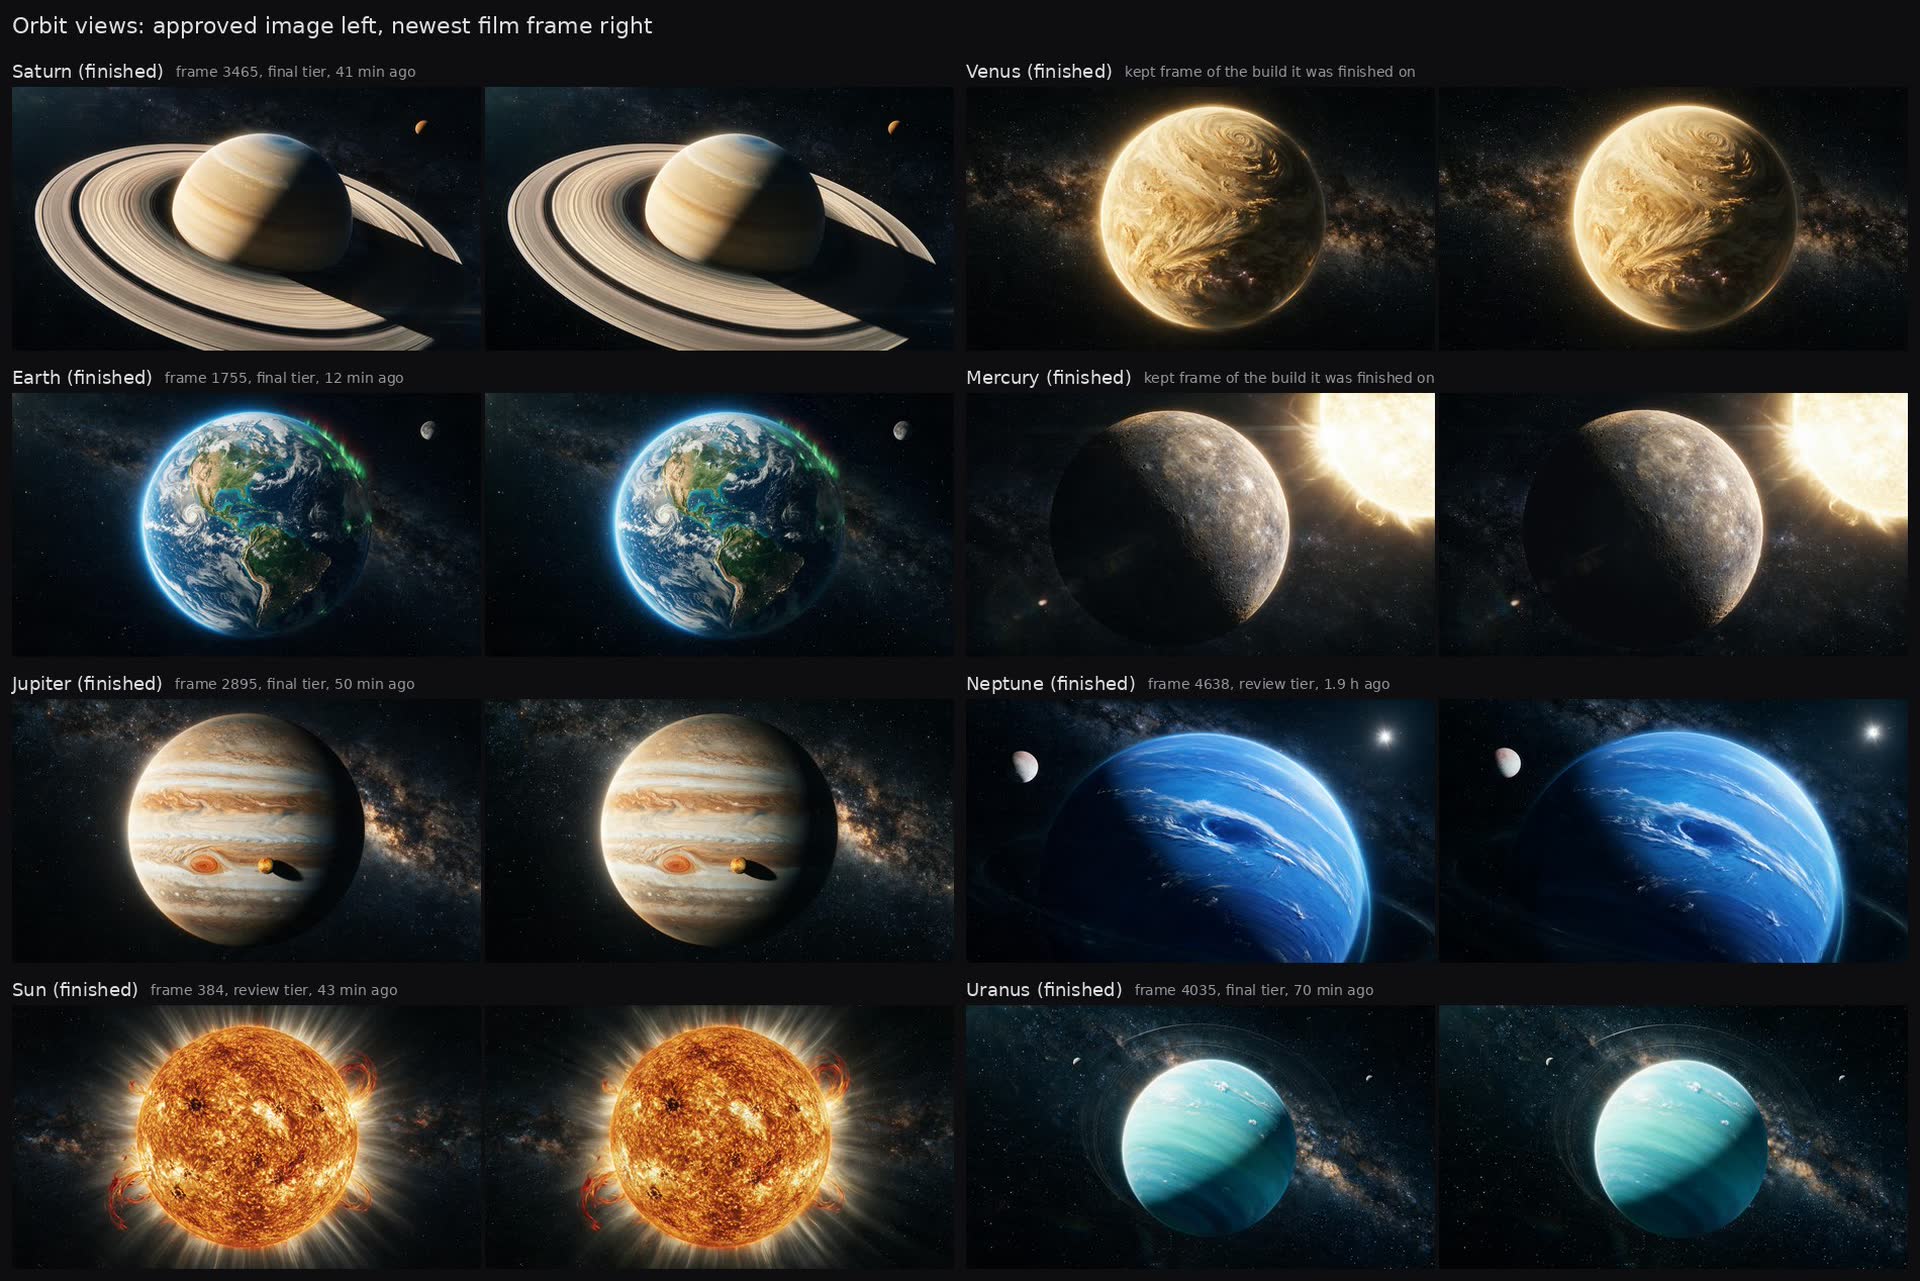 Orbit views: approved image left, newest film frame right
Saturn (finished) frame 3465, final tier, 41 min ago
Venus (finished) kept frame of the build it was finished on
Earth (finished) frame 1755, final tier, 12 min ago
Mercury (finished) kept frame of the build it was finished on
Jupiter (finished) frame 2895, final tier, 50 min ago
Neptune (finished) frame 4638, review tier, 1.9 h ago
Sun (finished) frame 384, review tier, 43 min ago
Uranus (finished) frame 4035, final tier, 70 min ago